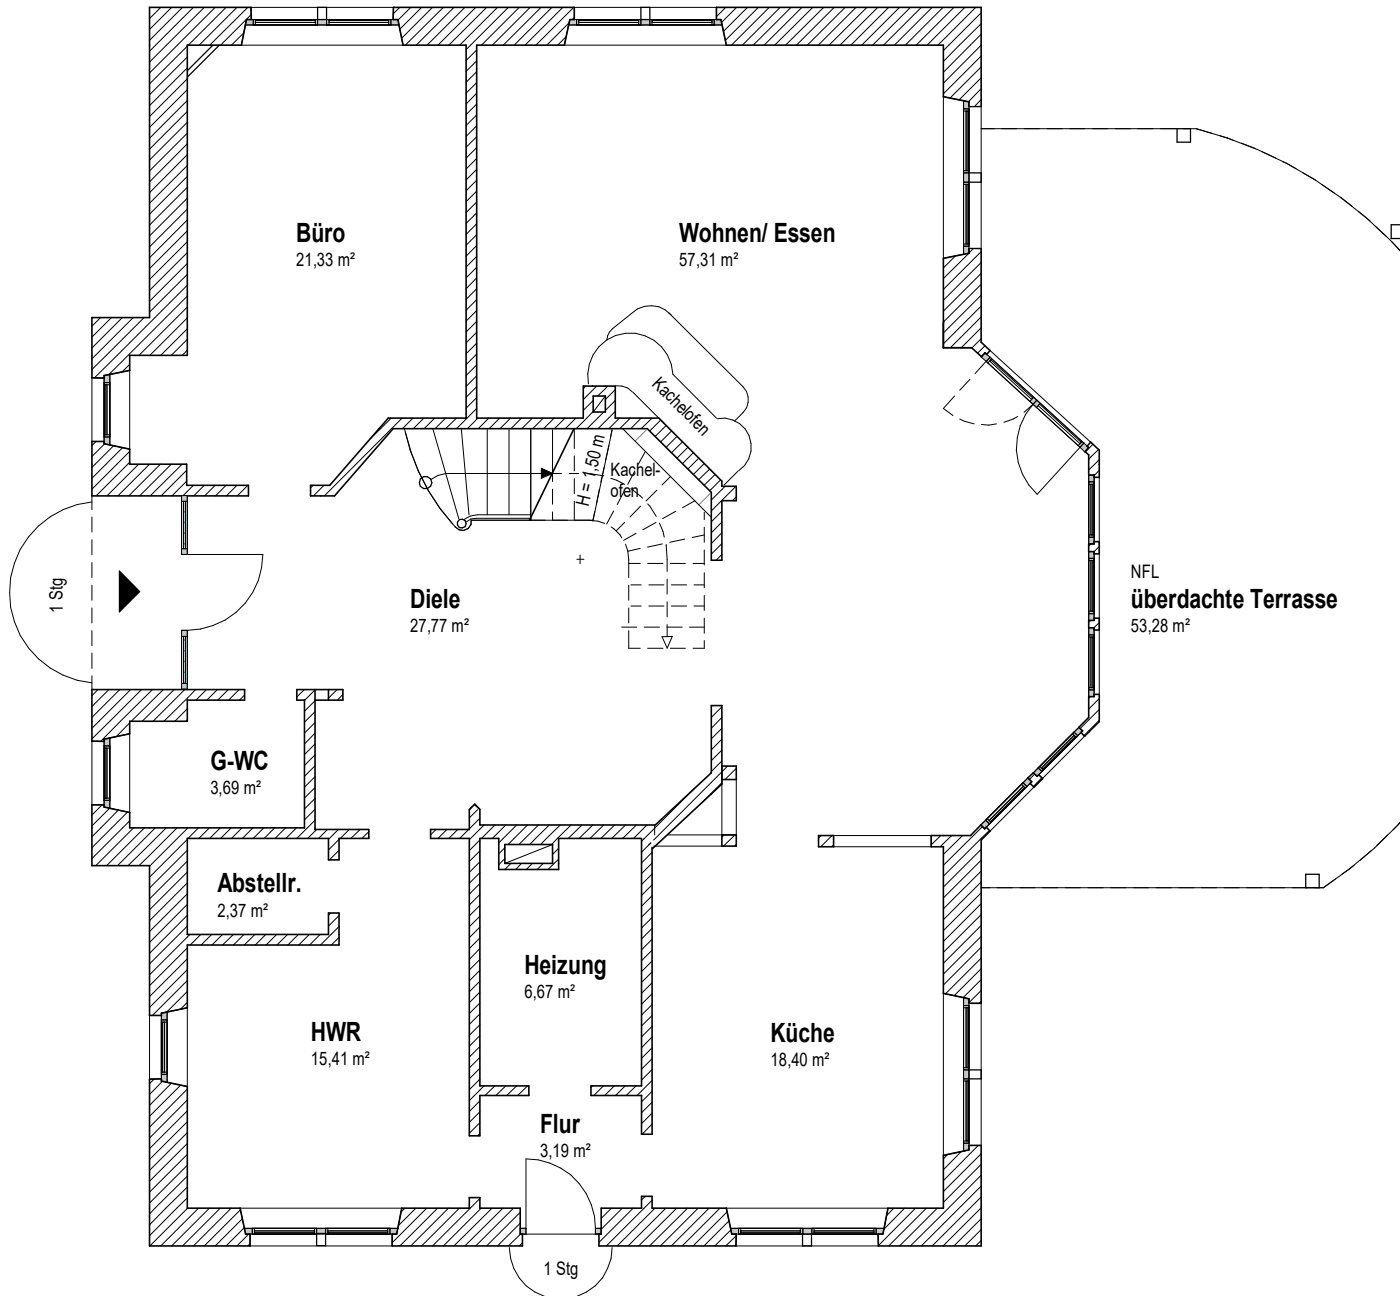 Büro
21,33 m²
Wohnen/ Essen
57,31 m²
Kachelofen
H = 1,50 m
Kachel-
ofen
1 Stg
Diele
27,77 m²
NFL
überdachte Terrasse
53,28 m²
G-WC
3,69 m²
Abstellr.
2,37 m²
Heizung
6,67 m²
HWR
15,41 m²
Küche
18,40 m²
Flur
3,19 m²
1 Stg